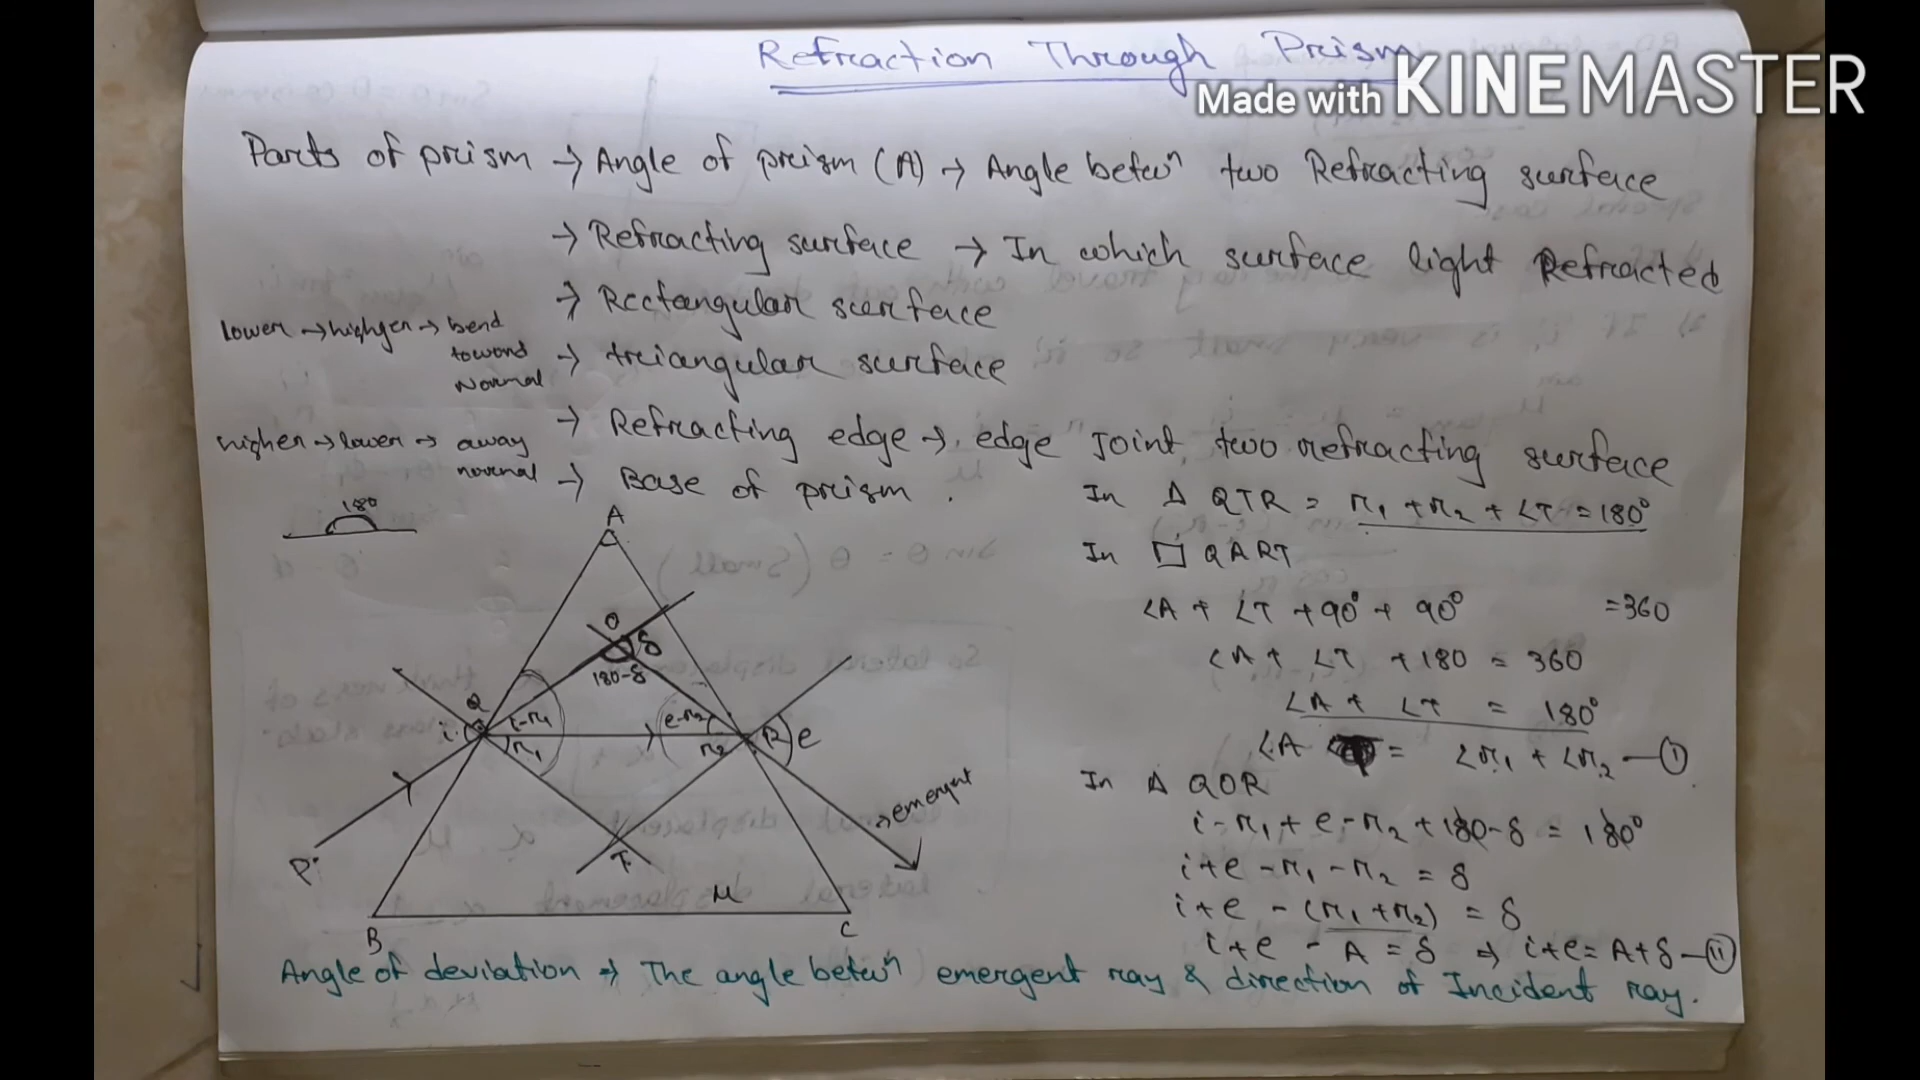 Refraction Through Prism
Made with KINEMASTER
Parts of prism → Angle of prism (A) → Angle betwⁿ two Refracting surface
→ Refracting surface → In which surface light Refracted
→ Rectangular surface
lower → highger → bend toward Normal
→ triangular surface
→ Refracting edge → edge Joint two refracting surface
higher → lower → away normal
→ Base of prism .
180
In Δ QTR = r₁ + r₂ + ∠T = 180°
In □ QART
∠A + ∠T + 90° + 90° = 360
∠A + ∠T + 180 = 360
∠A + ∠T = 180°
∠A = ∠r₁ + ∠r₂ — (i)
In Δ QOR
i - r₁ + e - r₂ + 180 - δ = 180°
i + e - r₁ - r₂ = δ
i + e - (r₁ + r₂) = δ
i + e - A = δ ⇒ i + e = A + δ — (ii)
A
O
δ
180-δ
Q
i
i-r₁
r₁
e-r₂
r₂
R
e
→ emergent
P
T
μ
B
C
Angle of deviation → The angle betwⁿ emergent ray & direction of Incident ray.